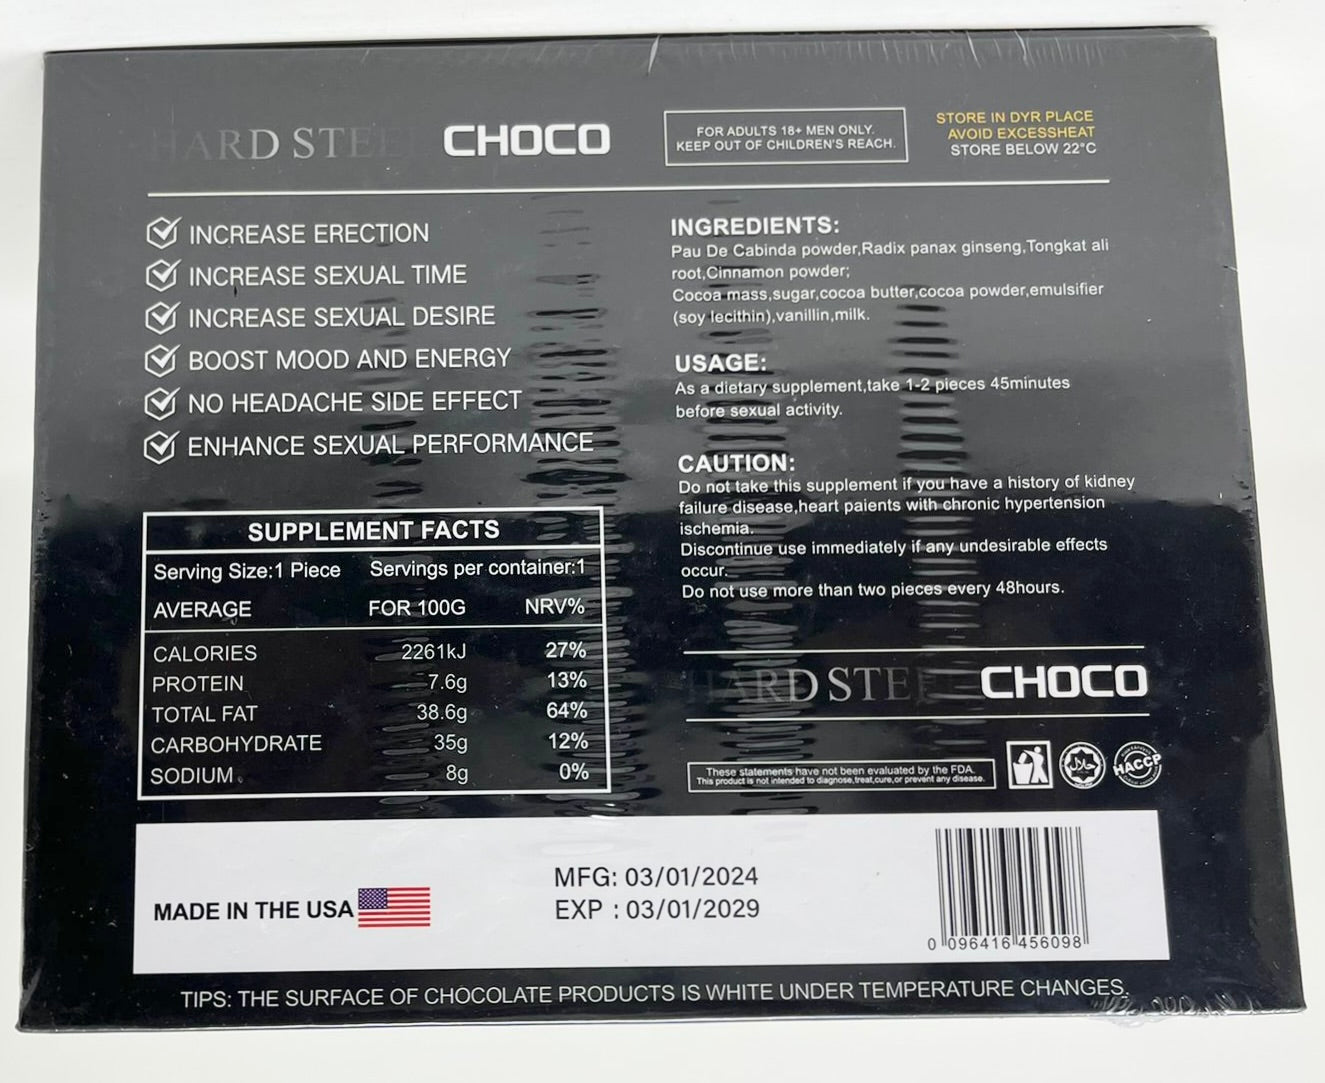 HARD STEEL CHOCO
FOR ADULTS 18+ MEN ONLY.
KEEP OUT OF CHILDREN'S REACH.
STORE IN DYR PLACE
AVOID EXCESSHEAT
STORE BELOW 22°C
INCREASE ERECTION
INCREASE SEXUAL TIME
INCREASE SEXUAL DESIRE
BOOST MOOD AND ENERGY
NO HEADACHE SIDE EFFECT
ENHANCE SEXUAL PERFORMANCE
SUPPLEMENT FACTS
Serving Size:1 Piece Servings per container:1
AVERAGE FOR 100G NRV%
CALORIES 2261kJ 27%
PROTEIN 7.6g 13%
TOTAL FAT 38.6g 64%
CARBOHYDRATE 35g 12%
SODIUM 8g 0%
INGREDIENTS:
Pau De Cabinda powder,Radix panax ginseng,Tongkat ali
root,Cinnamon powder;
Cocoa mass,sugar,cocoa butter,cocoa powder,emulsifier
(soy lecithin),vanillin,milk.
USAGE:
As a dietary supplement,take 1-2 pieces 45minutes
before sexual activity.
CAUTION:
Do not take this supplement if you have a history of kidney
failure disease,heart paients with chronic hypertension
ischemia.
Discontinue use immediately if any undesirable effects
occur.
Do not use more than two pieces every 48hours.
HARD STEEL CHOCO
These statements have not been evaluated by the FDA.
This product is not intended to diagnose,treat,cure,or prevent any disease.
HACCP
MADE IN THE USA
MFG: 03/01/2024
EXP : 03/01/2029
0 096416 456098
TIPS: THE SURFACE OF CHOCOLATE PRODUCTS IS WHITE UNDER TEMPERATURE CHANGES.